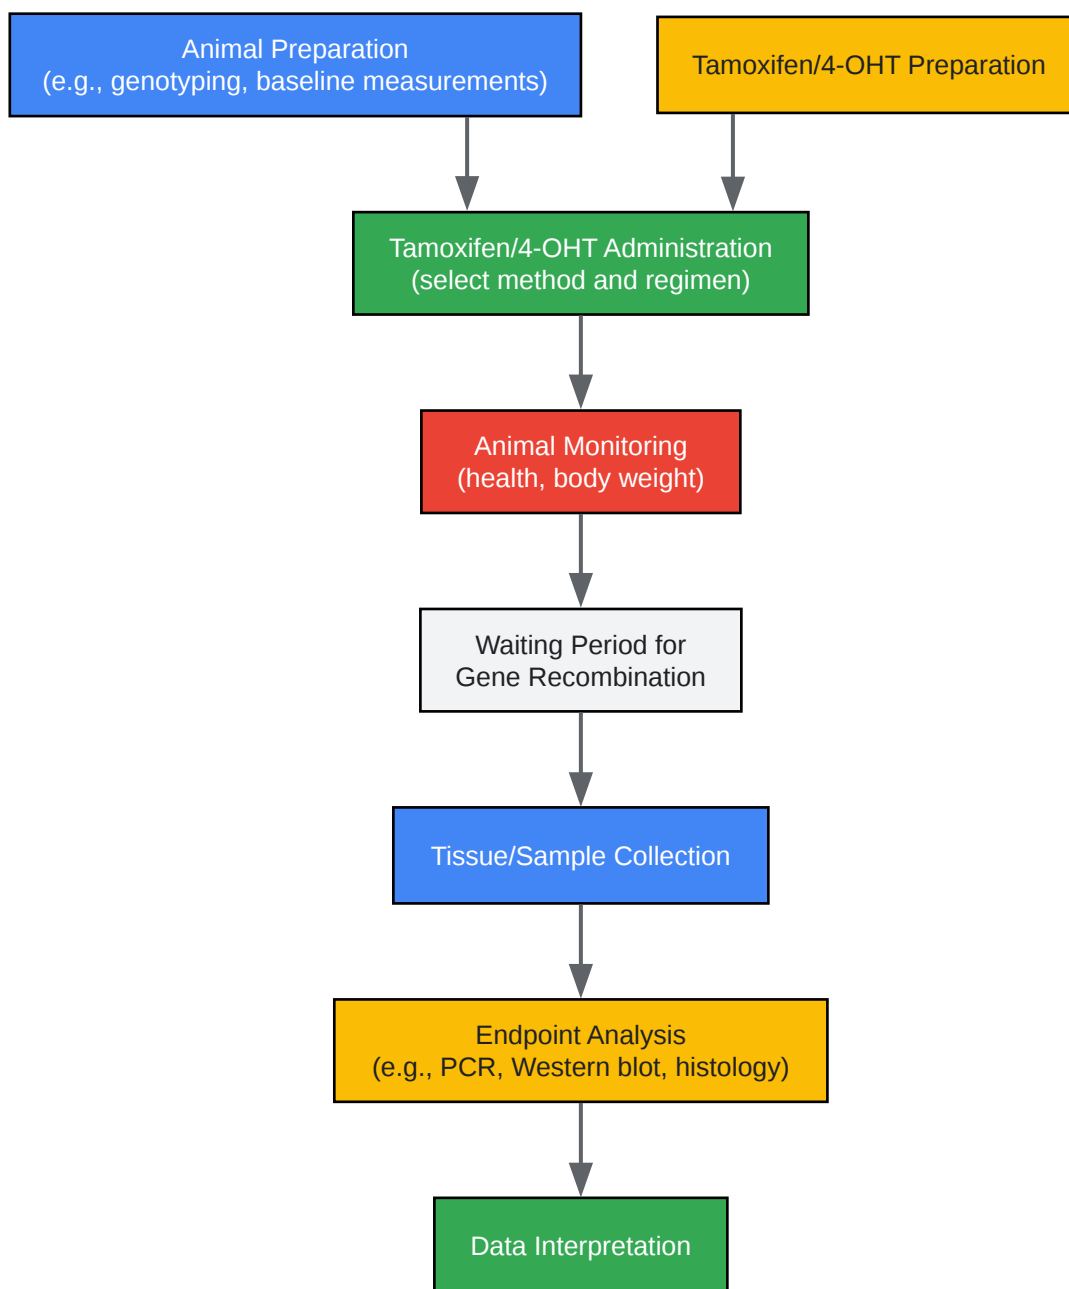 Animal Preparation
(e.g., genotyping, baseline measurements)
Tamoxifen/4-OHT Preparation
Tamoxifen/4-OHT Administration
(select method and regimen)
Animal Monitoring
(health, body weight)
Waiting Period for
Gene Recombination
Tissue/Sample Collection
Endpoint Analysis
(e.g., PCR, Western blot, histology)
Data Interpretation